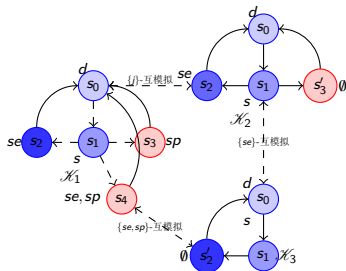 d
s₀
se
s₂
s₁
s
s₃′
∅
𝒦₂
{j}-互模拟
d
s₀
se
s₂
s₁
s
s₃
sp
𝒦₁
se, sp
s₄
{se}-互模拟
{se,sp}-互模拟
d
s₀
s
∅
s₂′
s₁
𝒦₃